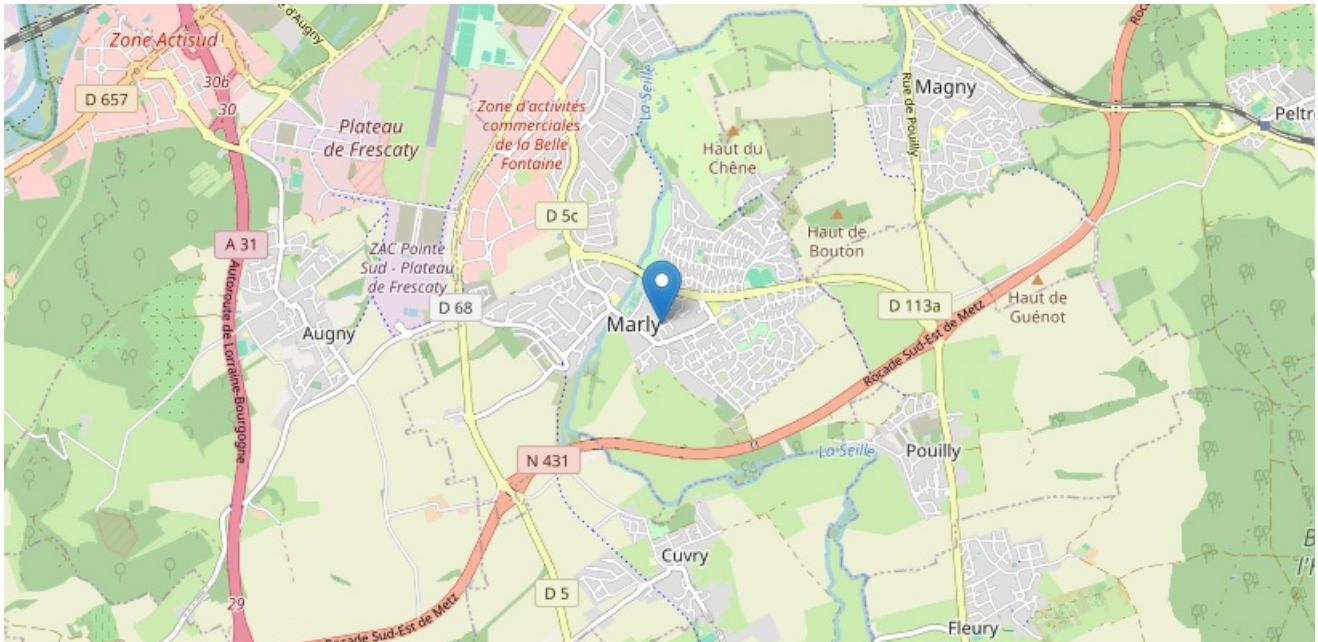 Zone Actisud
d'Augny
30b
30
D 657
Plateau
de Frescaty
Zone d'activités
commerciales
de la Belle
Fontaine
La Seille
Haut du
Chêne
Rue de Pouilly
Magny
Peltre
D 5c
Haut de
Bouton
A 31
Autoroute de Lorraine-Bourgogne
ZAC Pointe
Sud - Plateau
de Frescaty
D 68
Augny
Marly
D 113a
Haut de
Guénot
Rocade Sud-Est de Metz
N 431
La Seille
Pouilly
Cuvry
D 5
29
Rocade Sud-Est de Metz
Fleury